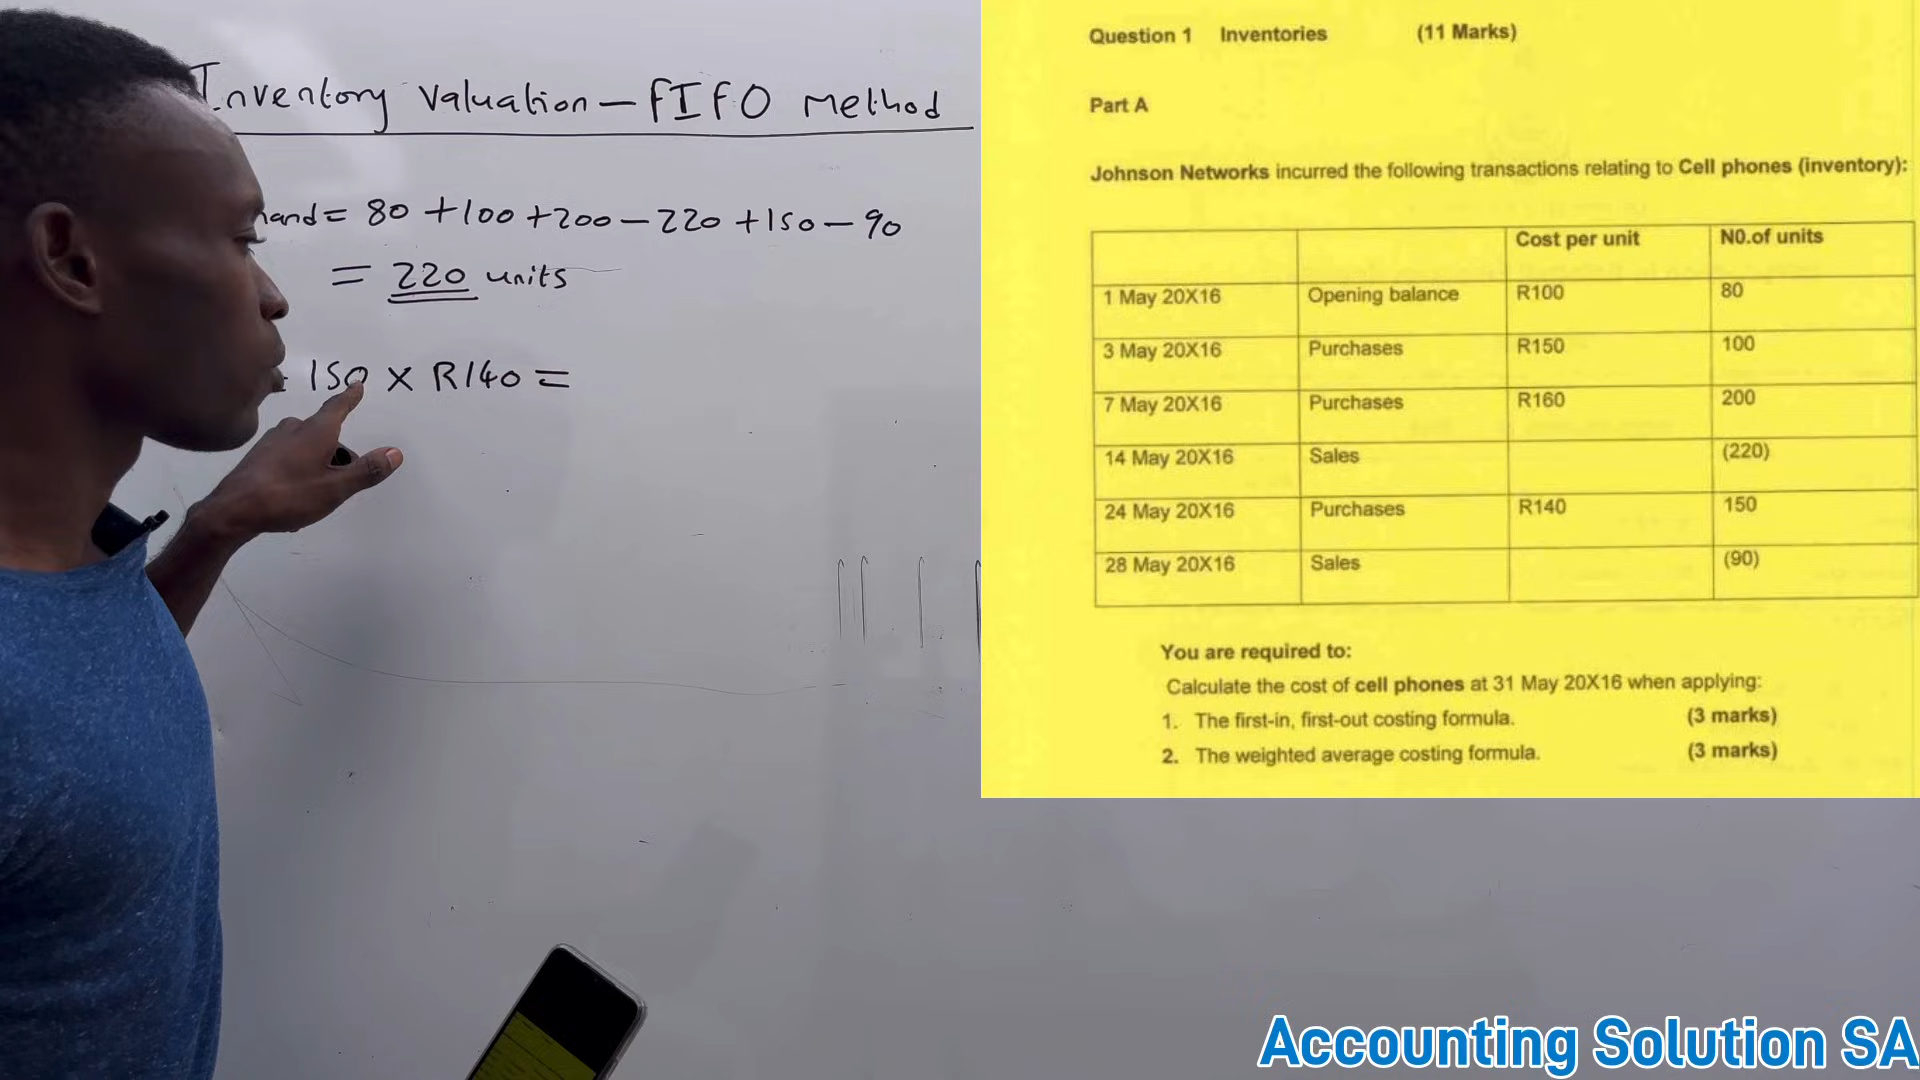 Inventory Valuation - FIFO Method
hand = 80 + 100 + 200 - 220 + 150 - 90
= 220 units
= 150 x R140 =
Question 1 Inventories (11 Marks)
Part A
Johnson Networks incurred the following transactions relating to Cell phones (inventory):
Cost per unit N0.of units
1 May 20X16 Opening balance R100 80
3 May 20X16 Purchases R150 100
7 May 20X16 Purchases R160 200
14 May 20X16 Sales (220)
24 May 20X16 Purchases R140 150
28 May 20X16 Sales (90)
You are required to:
Calculate the cost of cell phones at 31 May 20X16 when applying:
1. The first-in, first-out costing formula. (3 marks)
2. The weighted average costing formula. (3 marks)
Accounting Solution SA